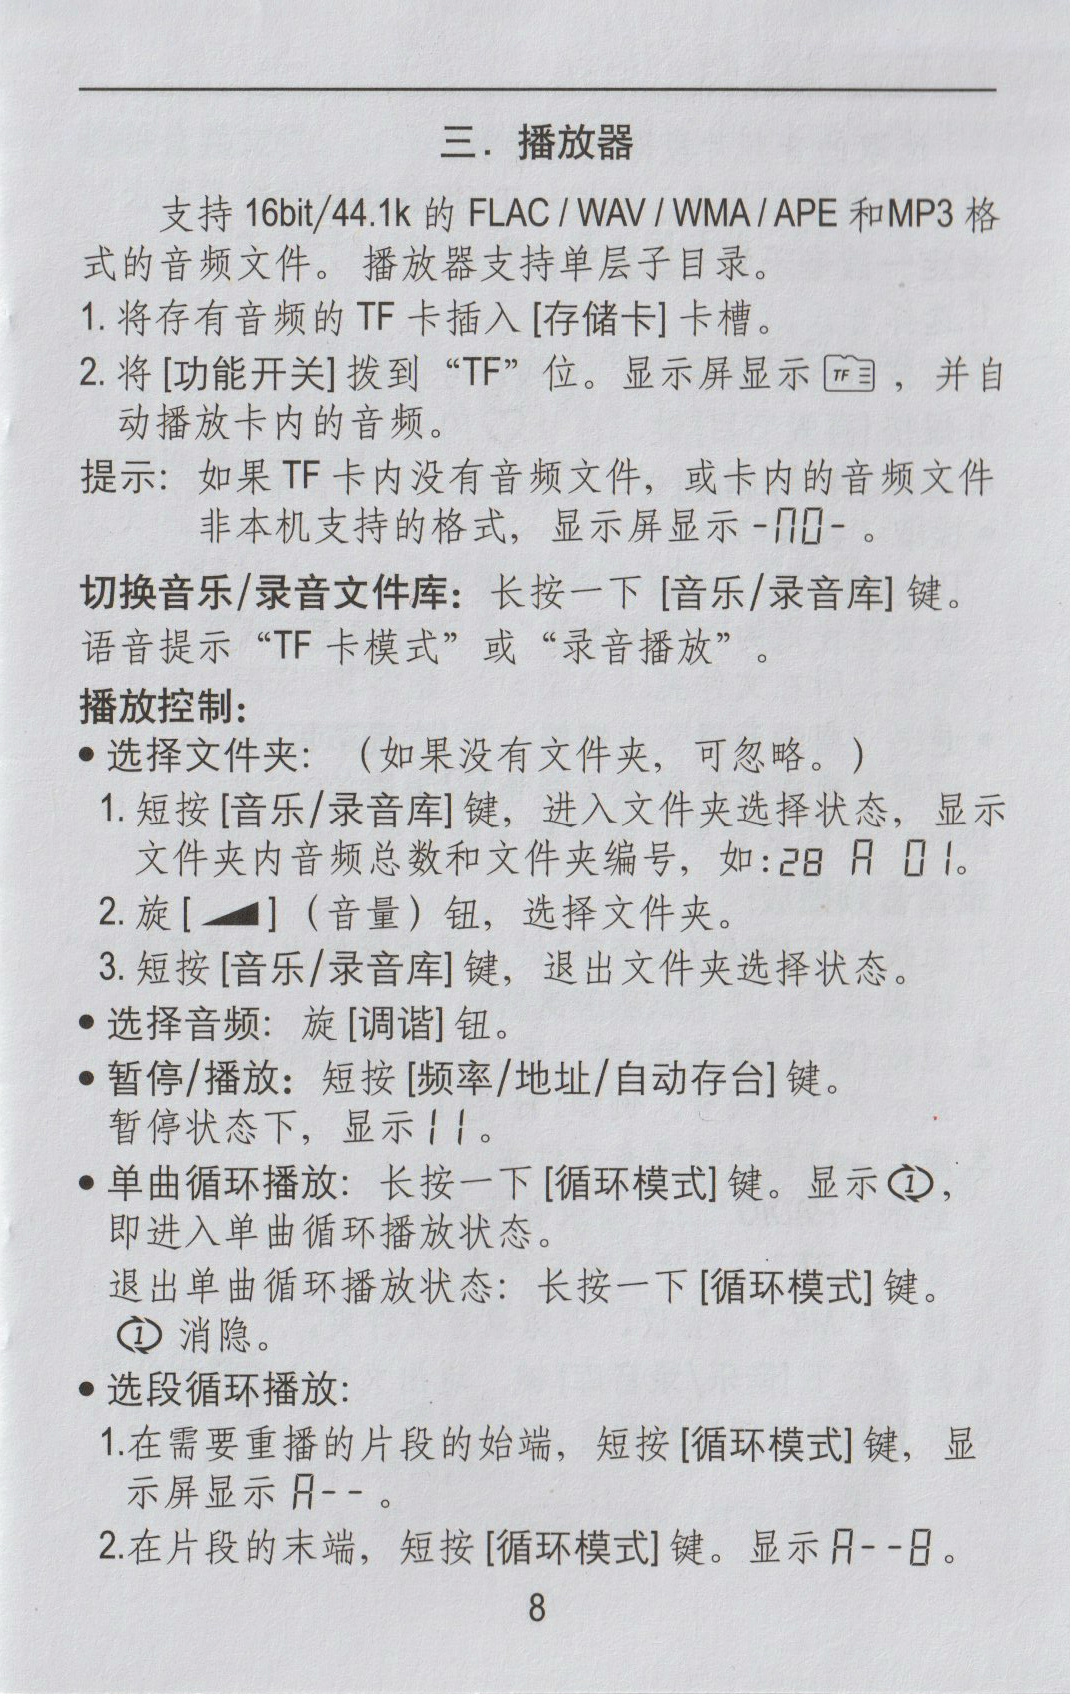 三. 播放器
支持 16bit/44.1k 的 FLAC / WAV / WMA / APE 和MP3 格
式的音频文件。 播放器支持单层子目录。
1. 将存有音频的 TF 卡插入 [存储卡] 卡槽。
2. 将 [功能开关] 拨到 “TF” 位。显示屏显示 TF ，并自
动播放卡内的音频。
提示： 如果 TF 卡内没有音频文件，或卡内的音频文件
非本机支持的格式，显示屏显示 -NO- 。
切换音乐/录音文件库： 长按一下 [音乐/录音库] 键。
语音提示 “TF 卡模式” 或 “录音播放” 。
播放控制：
● 选择文件夹： （如果没有文件夹，可忽略。）
1. 短按 [音乐/录音库] 键，进入文件夹选择状态，显示
文件夹内音频总数和文件夹编号，如：28 A 01。
2. 旋 [ ] （音量）钮，选择文件夹。
3. 短按 [音乐/录音库] 键，退出文件夹选择状态。
● 选择音频： 旋 [调谐] 钮。
● 暂停/播放： 短按 [频率/地址/自动存台] 键。
暂停状态下，显示 | | 。
● 单曲循环播放： 长按一下 [循环模式] 键。显示 1 ，
即进入单曲循环播放状态。
退出单曲循环播放状态： 长按一下 [循环模式] 键。
1 消隐。
● 选段循环播放:
1.在需要重播的片段的始端，短按 [循环模式] 键，显
示屏显示 A-- 。
2.在片段的末端，短按 [循环模式] 键。显示 A--B 。
8